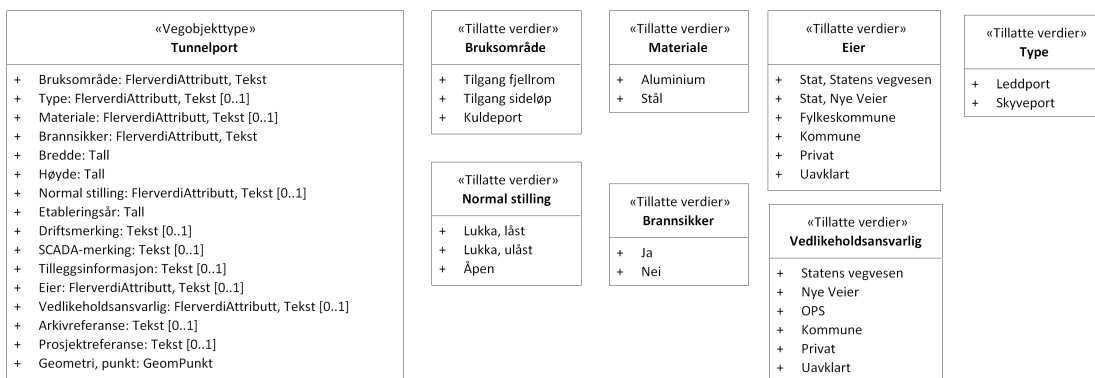 «Vegobjekttype»
Tunnelport
+ Bruksområde: FlerverdiAttributt, Tekst
+ Type: FlerverdiAttributt, Tekst [0..1]
+ Materiale: FlerverdiAttributt, Tekst [0..1]
+ Brannsikker: FlerverdiAttributt, Tekst
+ Bredde: Tall
+ Høyde: Tall
+ Normal stilling: FlerverdiAttributt, Tekst [0..1]
+ Etableringsår: Tall
+ Driftsmerking: Tekst [0..1]
+ SCADA-merking: Tekst [0..1]
+ Tilleggsinformasjon: Tekst [0..1]
+ Eier: FlerverdiAttributt, Tekst [0..1]
+ Vedlikeholdsansvarlig: FlerverdiAttributt, Tekst [0..1]
+ Arkivreferanse: Tekst [0..1]
+ Prosjektreferanse: Tekst [0..1]
+ Geometri, punkt: GeomPunkt
«Tillatte verdier»
Bruksområde
+ Tilgang fjellrom
+ Tilgang sideløp
+ Kuldeport
«Tillatte verdier»
Normal stilling
+ Lukka, låst
+ Lukka, ulåst
+ Åpen
«Tillatte verdier»
Materiale
+ Aluminium
+ Stål
«Tillatte verdier»
Brannsikker
+ Ja
+ Nei
«Tillatte verdier»
Eier
+ Stat, Statens vegvesen
+ Stat, Nye Veier
+ Fylkeskommune
+ Kommune
+ Privat
+ Uavklart
«Tillatte verdier»
Vedlikeholdsansvarlig
+ Statens vegvesen
+ Nye Veier
+ OPS
+ Kommune
+ Privat
+ Uavklart
«Tillatte verdier»
Type
+ Leddport
+ Skyveport